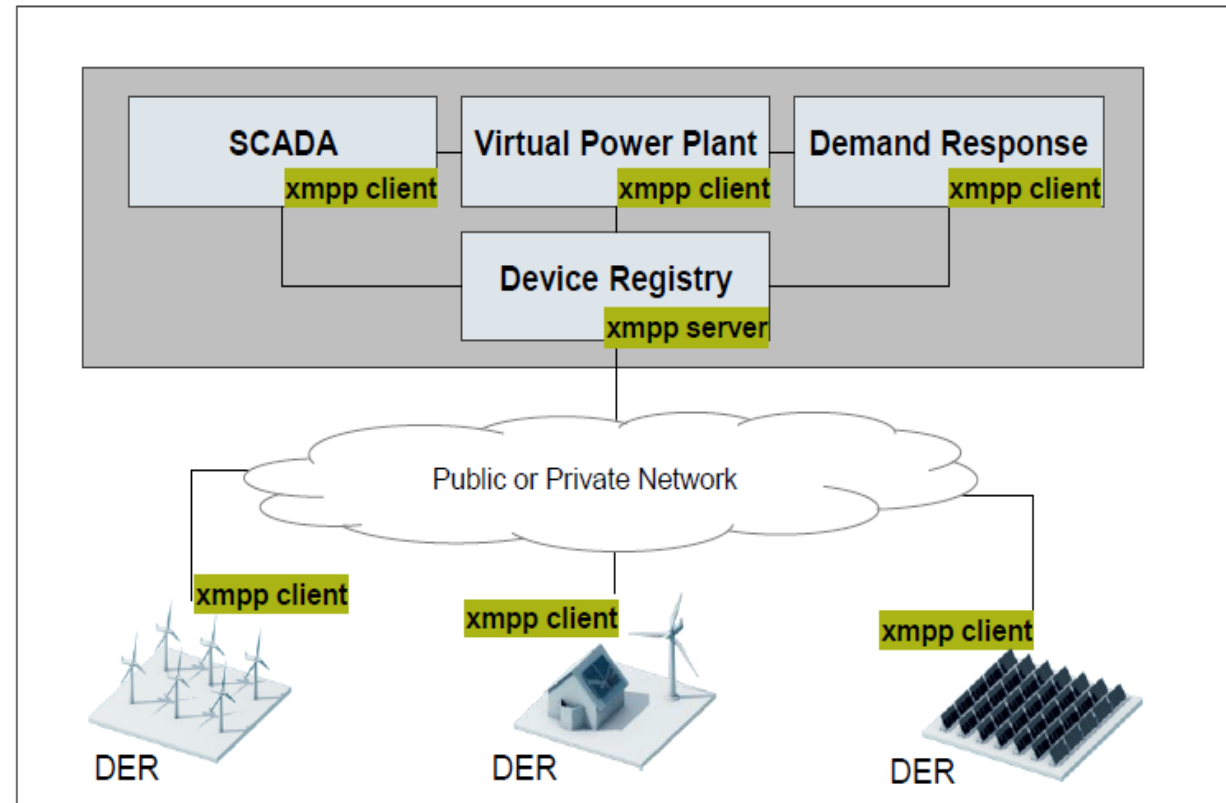 SCADA
xmpp client
Virtual Power Plant
xmpp client
Demand Response
xmpp client
Device Registry
xmpp server
Public or Private Network
xmpp client
DER
xmpp client
DER
xmpp client
DER